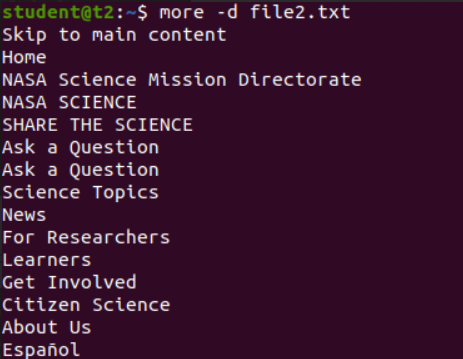 student@t2:~$ more -d file2.txt
Skip to main content
Home
NASA Science Mission Directorate
NASA SCIENCE
SHARE THE SCIENCE
Ask a Question
Ask a Question
Science Topics
News
For Researchers
Learners
Get Involved
Citizen Science
About Us
Español